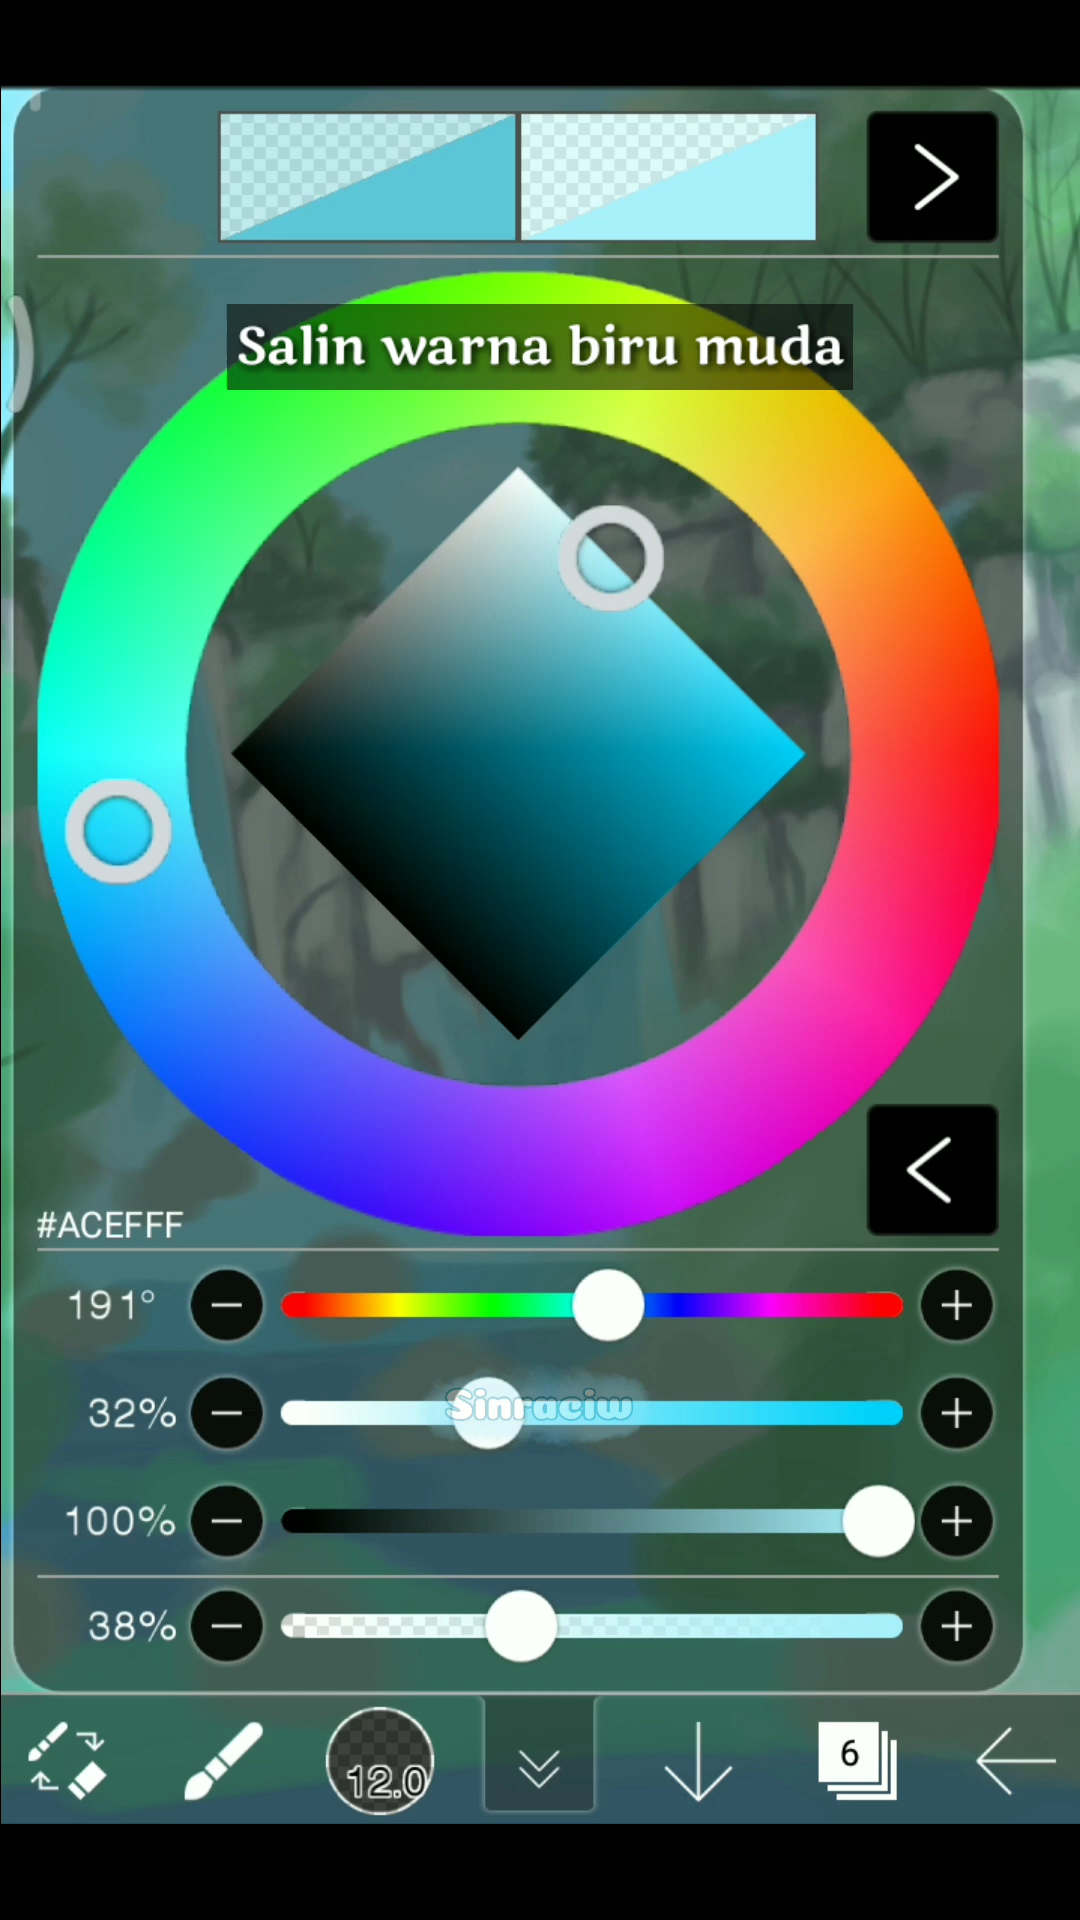 Salin warna biru muda
#ACEFFF
191°
32%
Sinraciw
100%
38%
12.0
6